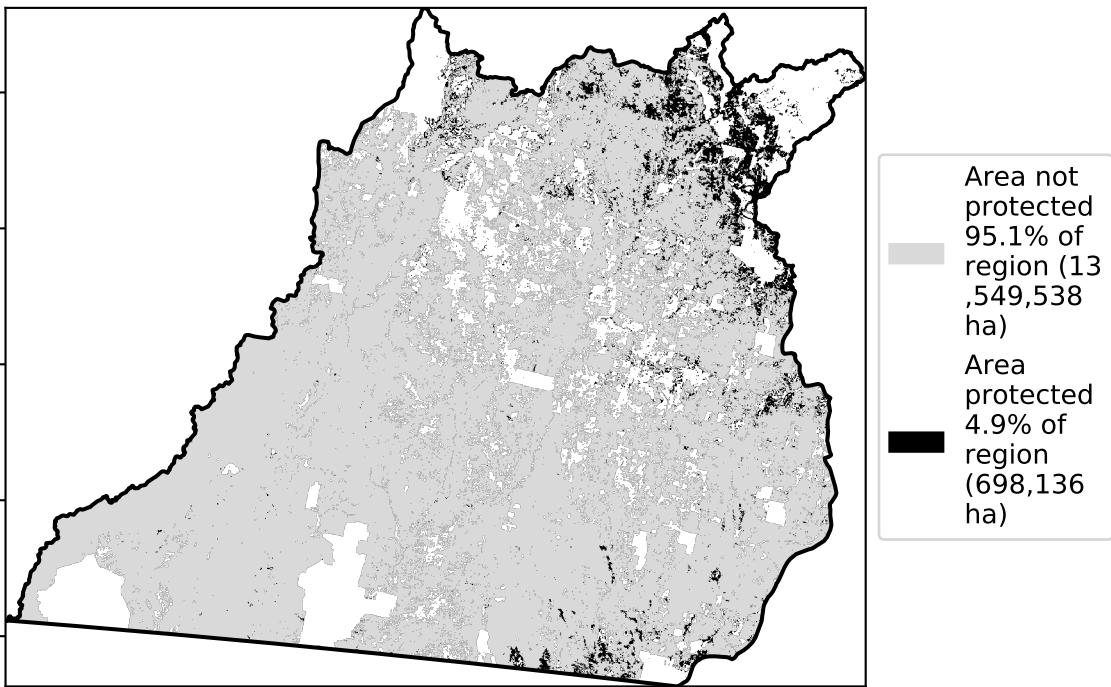 Area not
protected
95.1% of
region (13
,549,538
ha)
Area
protected
4.9% of
region
(698,136
ha)